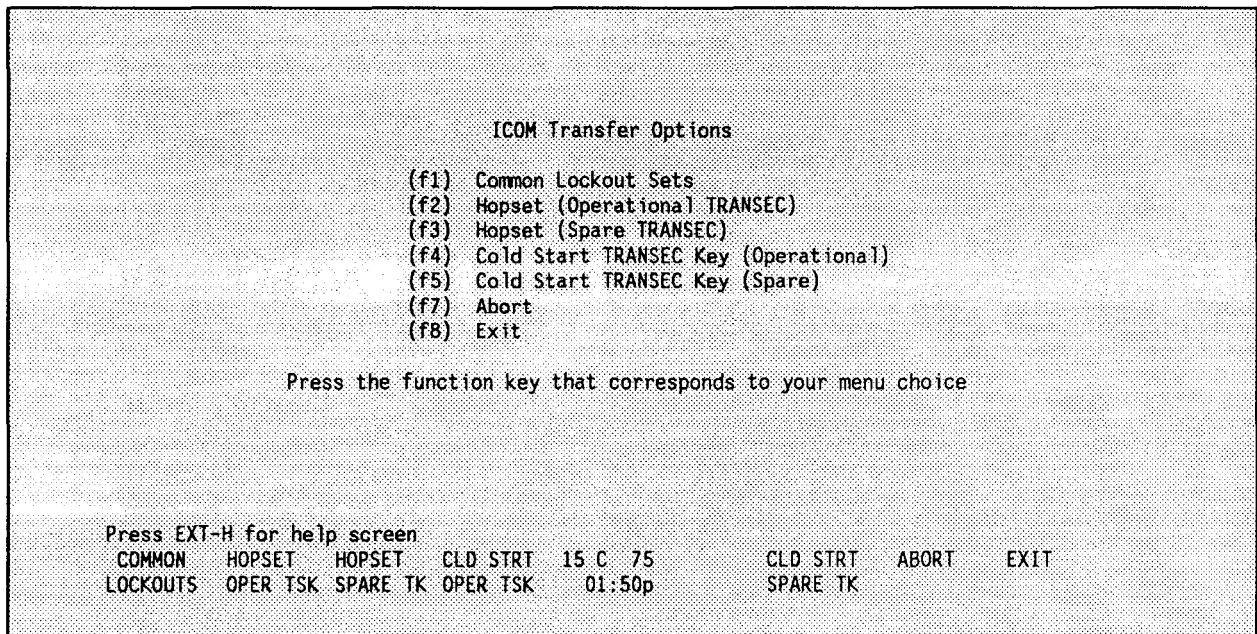 ICOM Transfer Options
(f1) Common Lockout Sets
(f2) Hopset (Operational TRANSEC)
(f3) Hopset (Spare TRANSEC)
(f4) Cold Start TRANSEC Key (Operational)
(f5) Cold Start TRANSEC Key (Spare)
(f7) Abort
(f8) Exit
Press the function key that corresponds to your menu choice
Press EXT-H for help screen
COMMON HOPSET HOPSET CLD STRT 15 C 75 CLD STRT ABORT EXIT
LOCKOUTS OPER TSK SPARE TK OPER TSK 01:50p SPARE TK